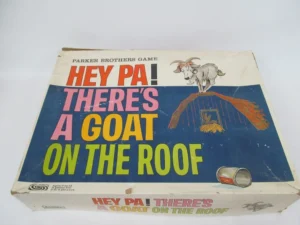 PARKER BROTHERS GAME
HEY PA!
THERE'S
A GOAT
ON THE ROOF
HEY PA! THERE'S
A GOAT ON THE ROOF